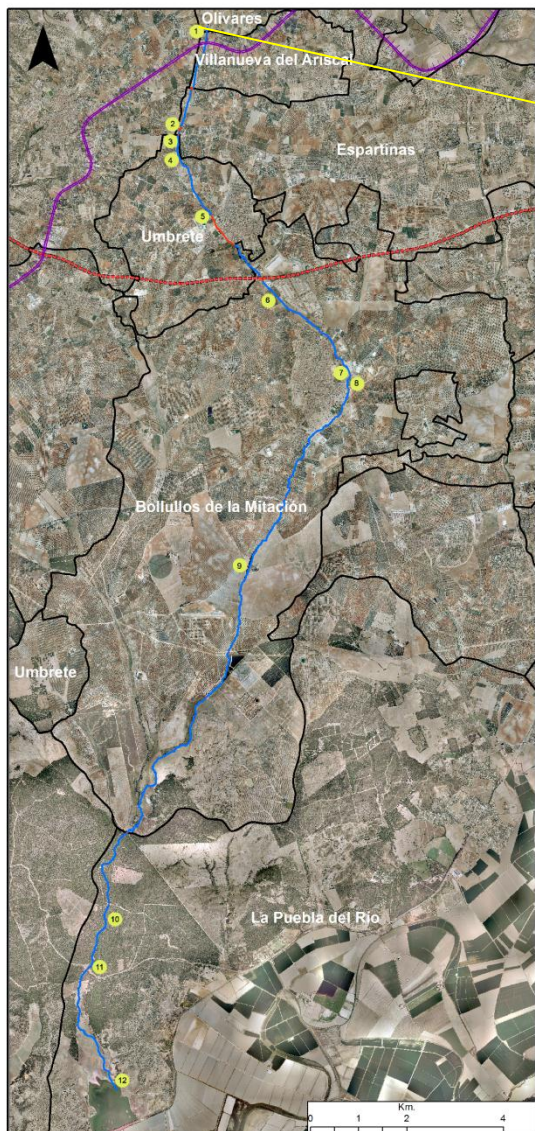 Olivares
1
Villanueva del Ariscal
2
3
Espartinas
4
5
Umbrete
6
7
8
Bollullos de la Mitación
9
Umbrete
10
La Puebla del Río
11
12
Km.
0 1 2 4